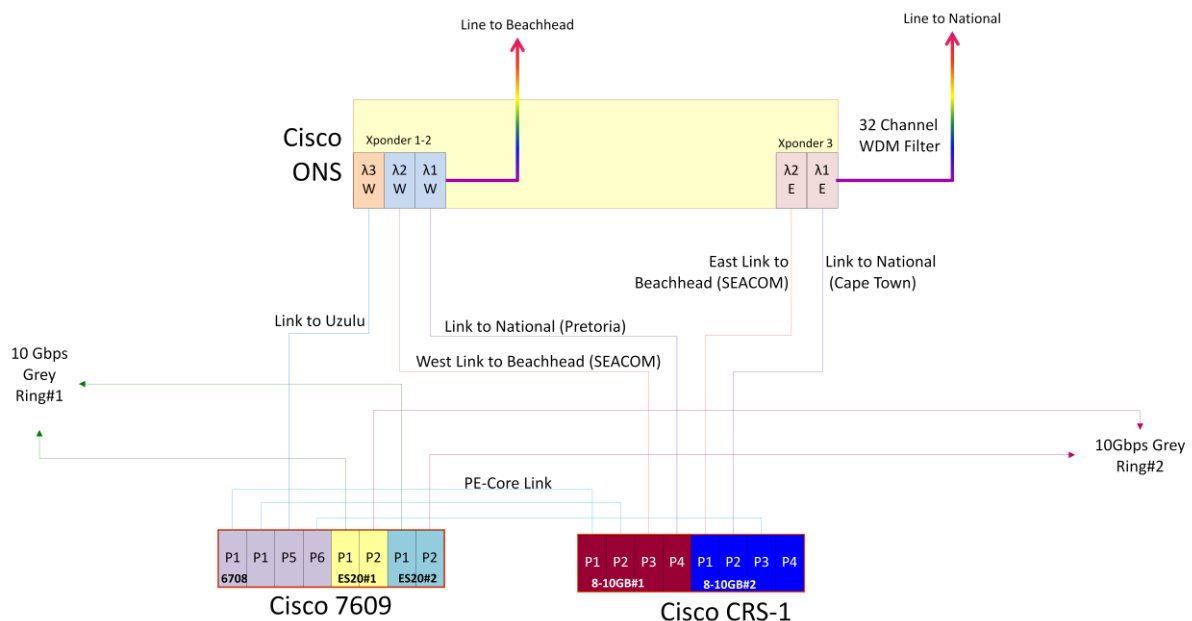 Line to Beachhead
Line to National
Cisco
ONS
Xponder 1-2
Xponder 3
32 Channel
WDM Filter
λ3
W
λ2
W
λ1
W
λ2
E
λ1
E
East Link to
Beachhead (SEACOM)
Link to National
(Cape Town)
Link to Uzulu
Link to National (Pretoria)
West Link to Beachhead (SEACOM)
10 Gbps
Grey
Ring#1
10Gbps Grey
Ring#2
PE-Core Link
P1 P1 P5 P6 P1 P2 P1 P2
6708 ES20#1 ES20#2
Cisco 7609
P1 P2 P3 P4 P1 P2 P3 P4
8-10GB#1 8-10GB#2
Cisco CRS-1